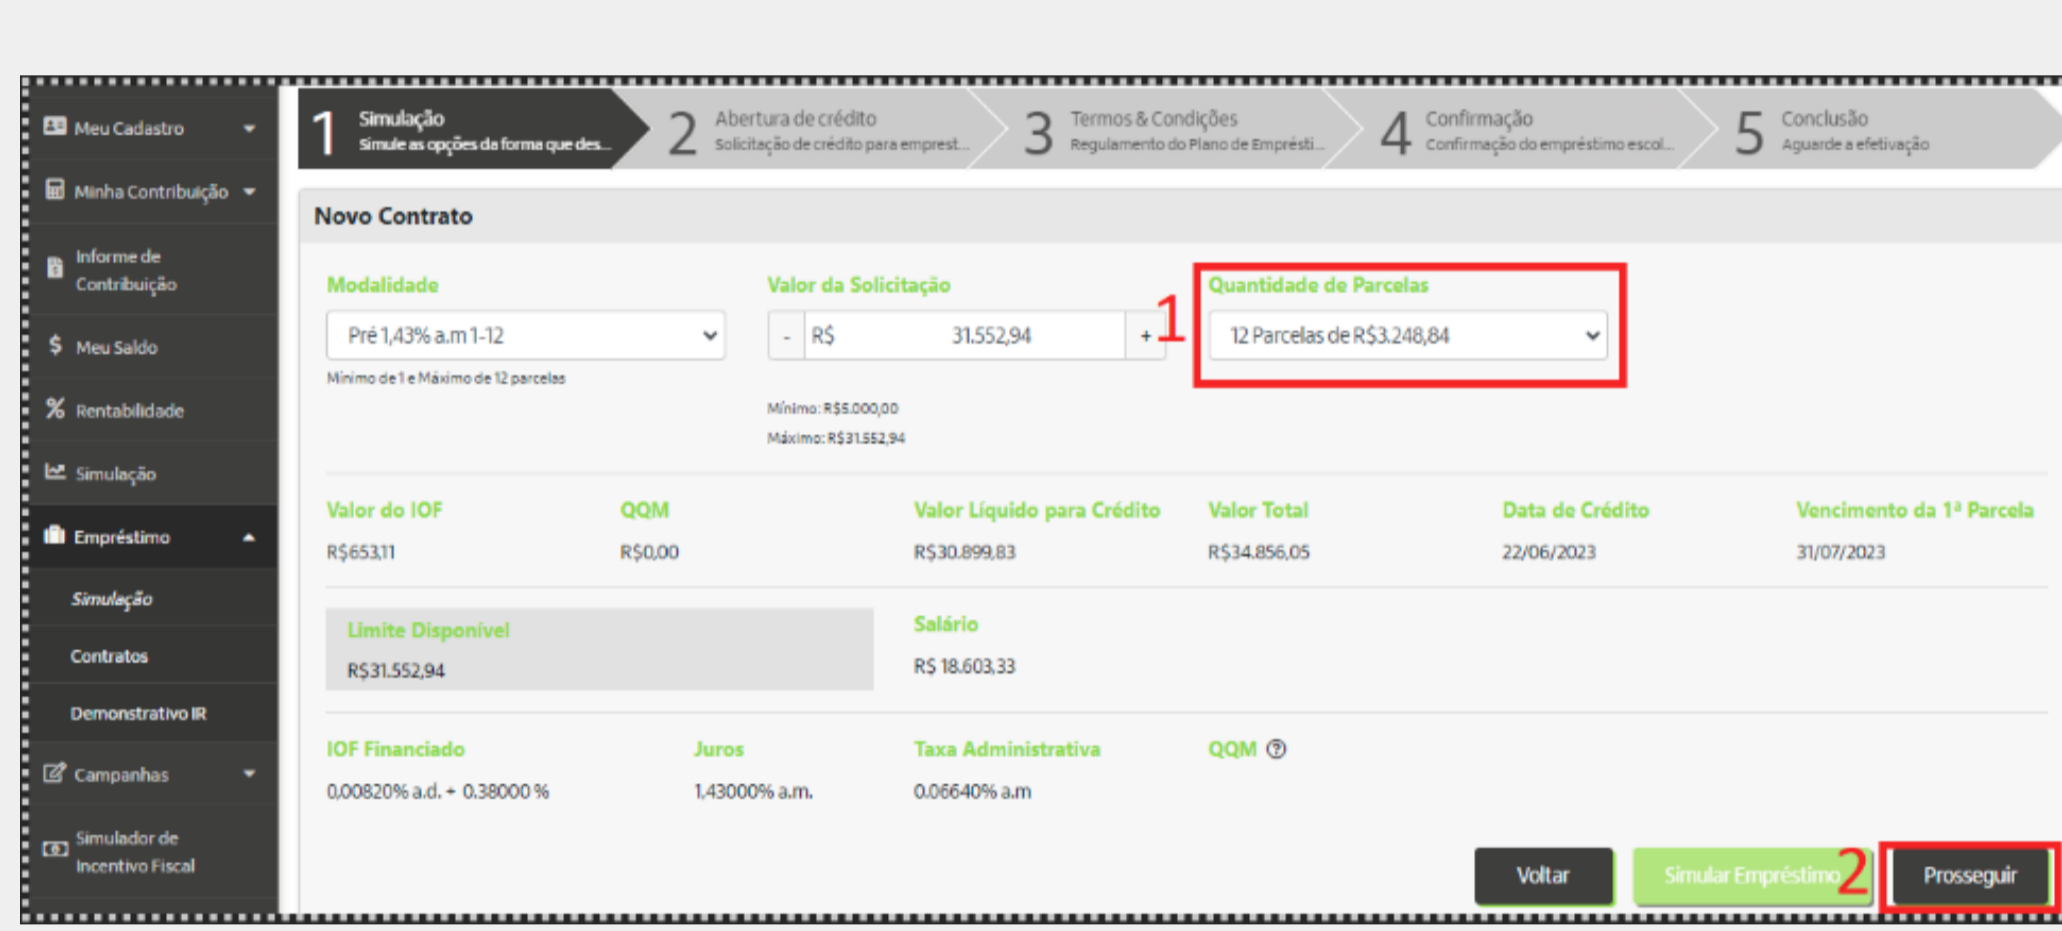 Meu Cadastro
Minha Contribuição
Informe de
Contribuição
$ Meu Saldo
% Rentabilidade
Simulação
Empréstimo
Simulação
Contratos
Demonstrativo IR
Campanhas
Simulador de
Incentivo Fiscal
1 Simulação
Simule as opções da forma que des...
2 Abertura de crédito
Solicitação de crédito para emprest...
3 Termos & Condições
Regulamento do Plano de Emprésti...
4 Confirmação
Confirmação do empréstimo escol...
5 Conclusão
Aguarde a efetivação
Novo Contrato
Modalidade
Pré 1,43% a.m 1-12
Mínimo de 1 e Máximo de 12 parcelas
Valor da Solicitação
- R$ 31.552,94 +
Mínimo: R$5.000,00
Máximo: R$31.552,94
1
Quantidade de Parcelas
12 Parcelas de R$3.248,84
Valor do IOF QQM Valor Líquido para Crédito Valor Total Data de Crédito Vencimento da 1ª Parcela
R$653,11 R$0,00 R$30.899,83 R$34.856,05 22/06/2023 31/07/2023
Limite Disponível Salário
R$31.552,94 R$ 18.603,33
IOF Financiado Juros Taxa Administrativa QQM ?
0,00820% a.d. + 0.38000 % 1,43000% a.m. 0.06640% a.m
Voltar Simular Empréstimo 2 Prosseguir